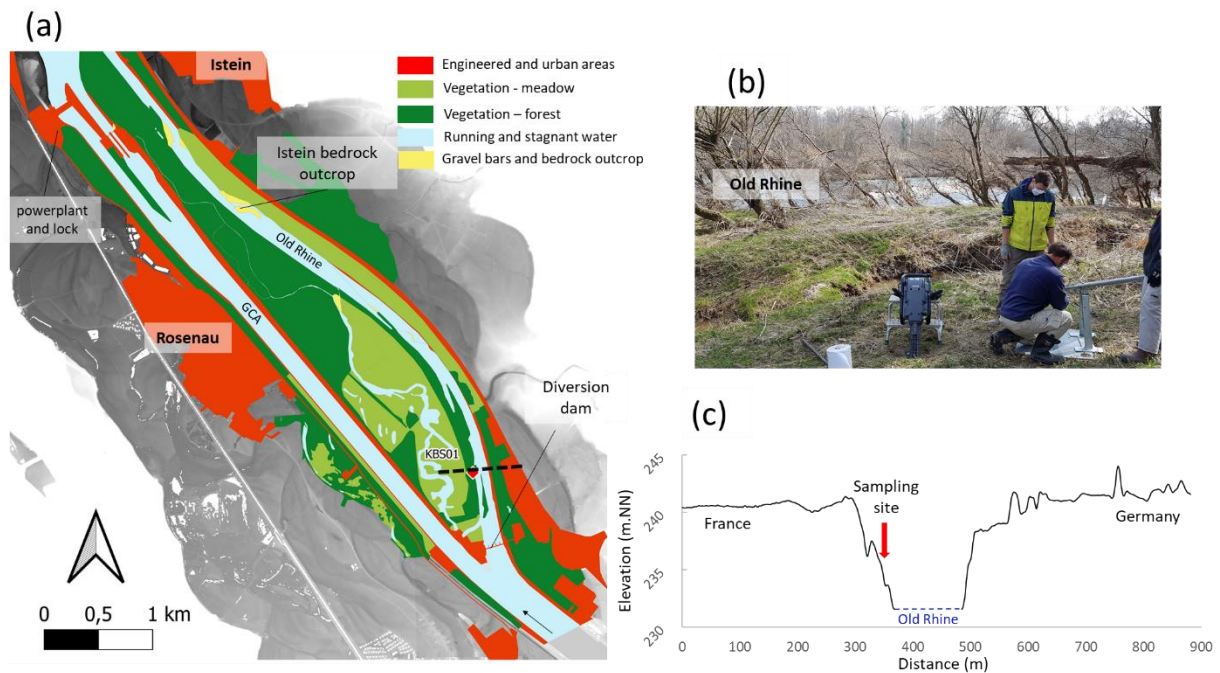 (a)
Istein
Engineered and urban areas
Vegetation - meadow
Vegetation – forest
Running and stagnant water
Gravel bars and bedrock outcrop
Istein bedrock
outcrop
powerplant
and lock
Old Rhine
GCA
Rosenau
Diversion
dam
KBS01
0 0,5 1 km
(b)
Old Rhine
(c)
245
240
235
230
Elevation (m.NN)
Sampling
site
France
Germany
Old Rhine
0 100 200 300 400 500 600 700 800 900
Distance (m)